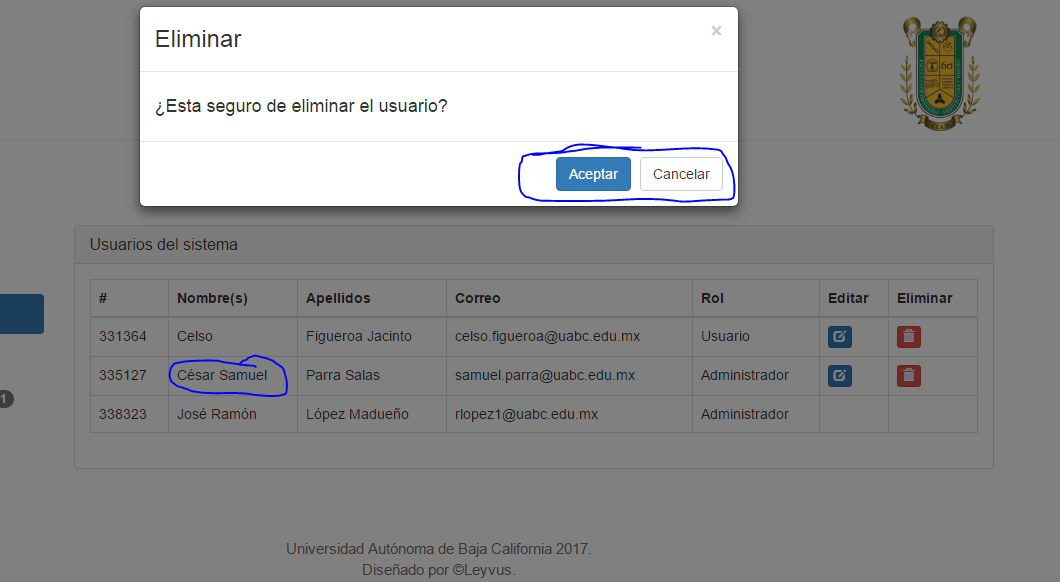 Eliminar ×
¿Esta seguro de eliminar el usuario?
Aceptar Cancelar
Usuarios del sistema
# Nombre(s) Apellidos Correo Rol Editar Eliminar
331364 Celso Figueroa Jacinto celso.figueroa@uabc.edu.mx Usuario
335127 César Samuel Parra Salas samuel.parra@uabc.edu.mx Administrador
1
338323 José Ramón López Madueño rlopez1@uabc.edu.mx Administrador
Universidad Autónoma de Baja California 2017.
Diseñado por ©Leyvus.